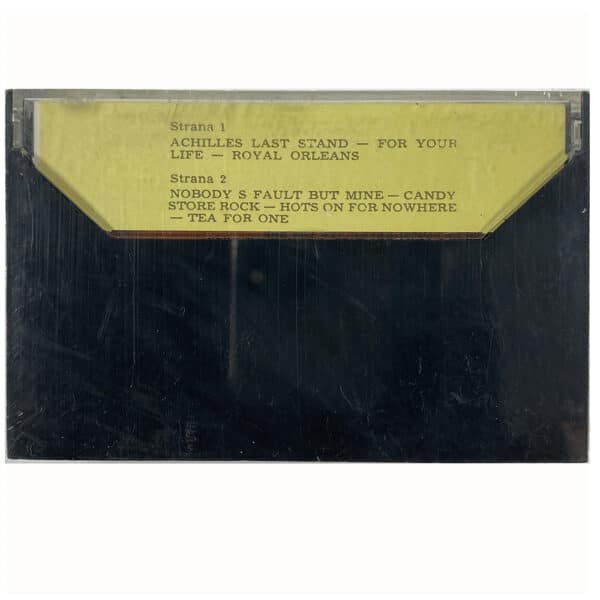 Strana 1
ACHILLES LAST STAND — FOR YOUR
LIFE — ROYAL ORLEANS
Strana 2
NOBODY S FAULT BUT MINE — CANDY
STORE ROCK — HOTS ON FOR NOWHERE
— TEA FOR ONE